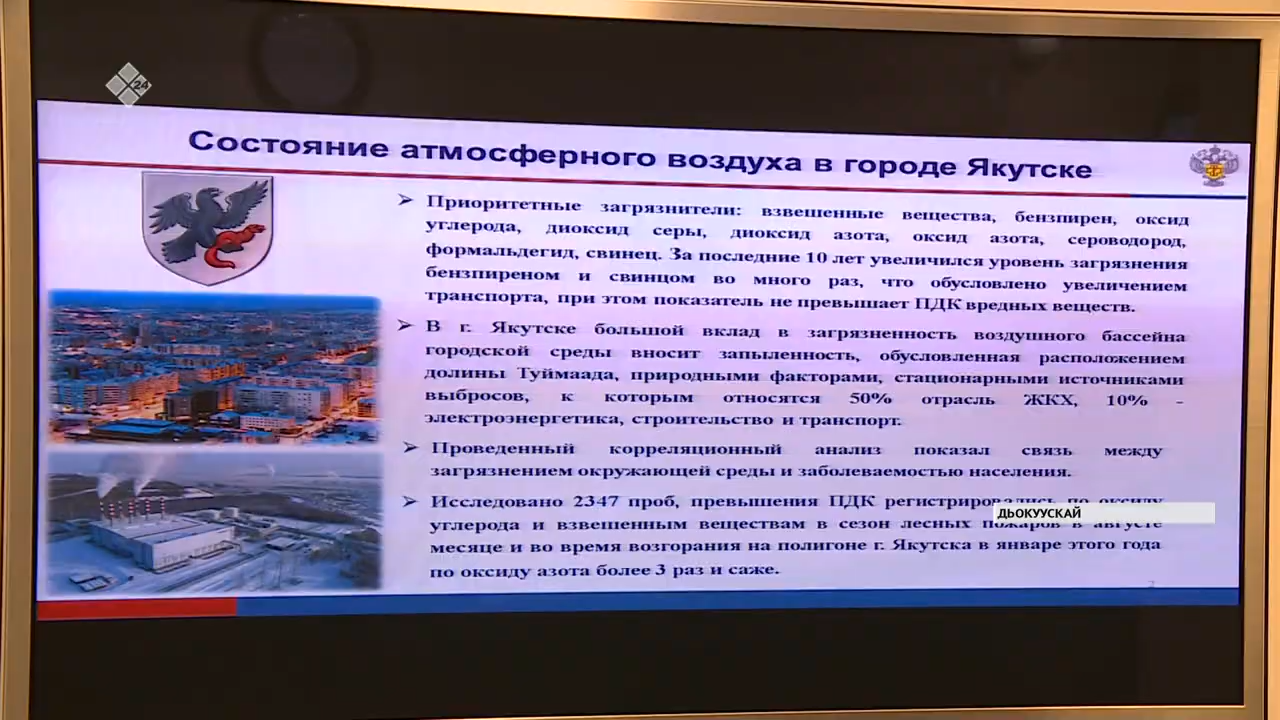 24
Состояние атмосферного воздуха в городе Якутске
➢ Приоритетные загрязнители: взвешенные вещества, бензпирен, оксид
углерода, диоксид серы, диоксид азота, оксид азота, сероводород,
формальдегид, свинец. За последние 10 лет увеличился уровень загрязнения
бензпиреном и свинцом во много раз, что обусловлено увеличением
транспорта, при этом показатель не превышает ПДК вредных веществ.
➢ В г. Якутске большой вклад в загрязненность воздушного бассейна
городской среды вносит запыленность, обусловленная расположением
долины Туймаада, природными факторами, стационарными источниками
выбросов, к которым относятся 50% отрасль ЖКХ, 10% -
электроэнергетика, строительство и транспорт.
➢ Проведенный корреляционный анализ показал связь между
загрязнением окружающей среды и заболеваемостью населения.
➢ Исследовано 2347 проб, превышения ПДК регистрировались по оксиду
ДЬОКУУСКАЙ
углерода и взвешенным веществам в сезон лесных пожаров в августе
месяце и во время возгорания на полигоне г. Якутска в январе этого года
по оксиду азота более 3 раз и саже.
2